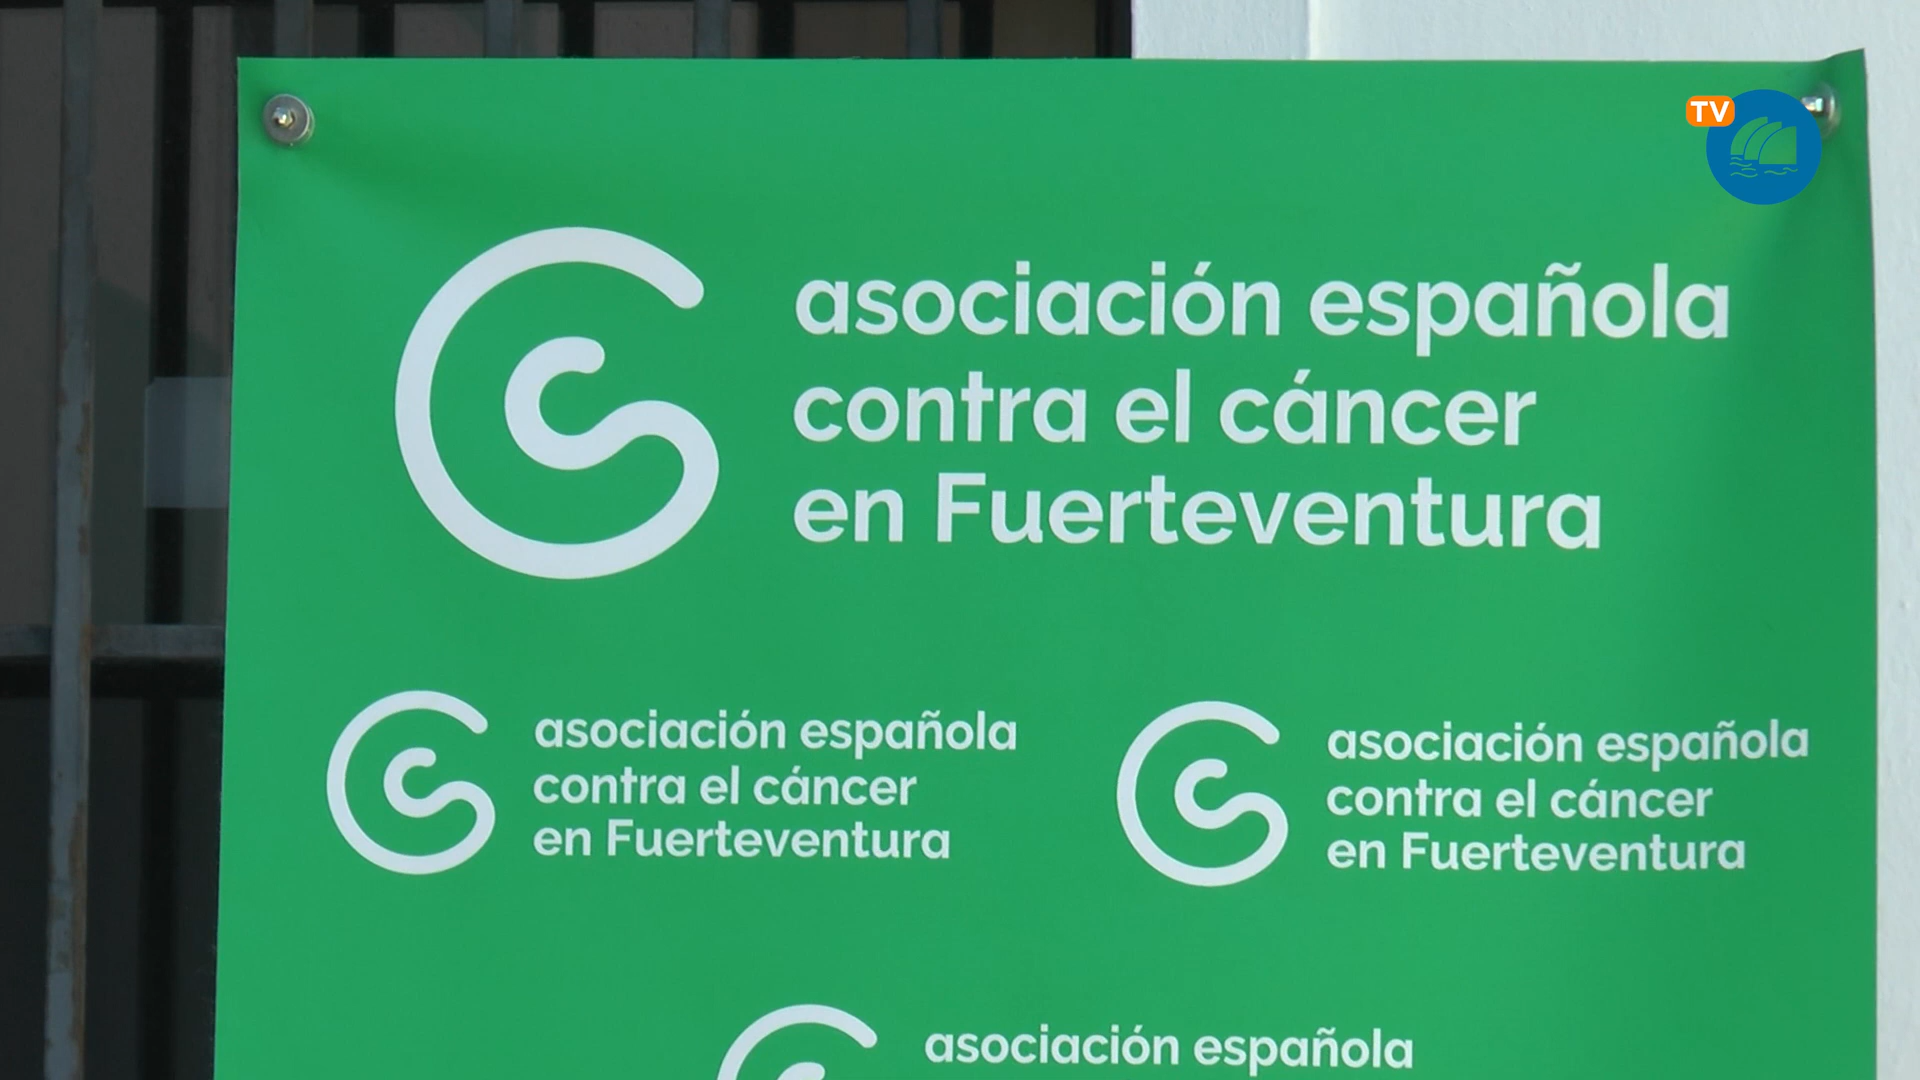 TV
asociación española
contra el cáncer
en Fuerteventura
asociación española
contra el cáncer
en Fuerteventura
asociación española
contra el cáncer
en Fuerteventura
asociación española